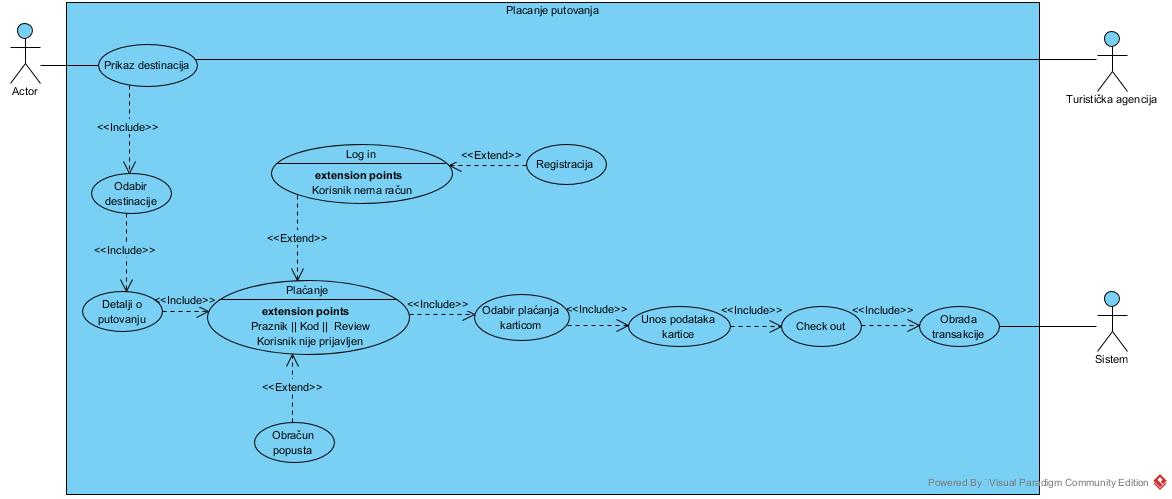 Placanje putovanja
Actor
Prikaz destinacija
Turistička agencija
<<Include>>
Odabir
destinacije
<<Include>>
Log in
extension points
Korisnik nema račun
<<Extend>>
Registracija
<<Extend>>
Detalji o
putovanju
<<Include>>
Plaćanje
extension points
Praznik || Kod || Review
Korisnik nije prijavljen
<<Include>>
Odabir plaćanja
karticom
<<Include>>
Unos podataka
kartice
<<Include>>
Check out
<<Include>>
Obrada
transakcije
Sistem
<<Extend>>
Obračun
popusta
Powered By Visual Paradigm Community Edition